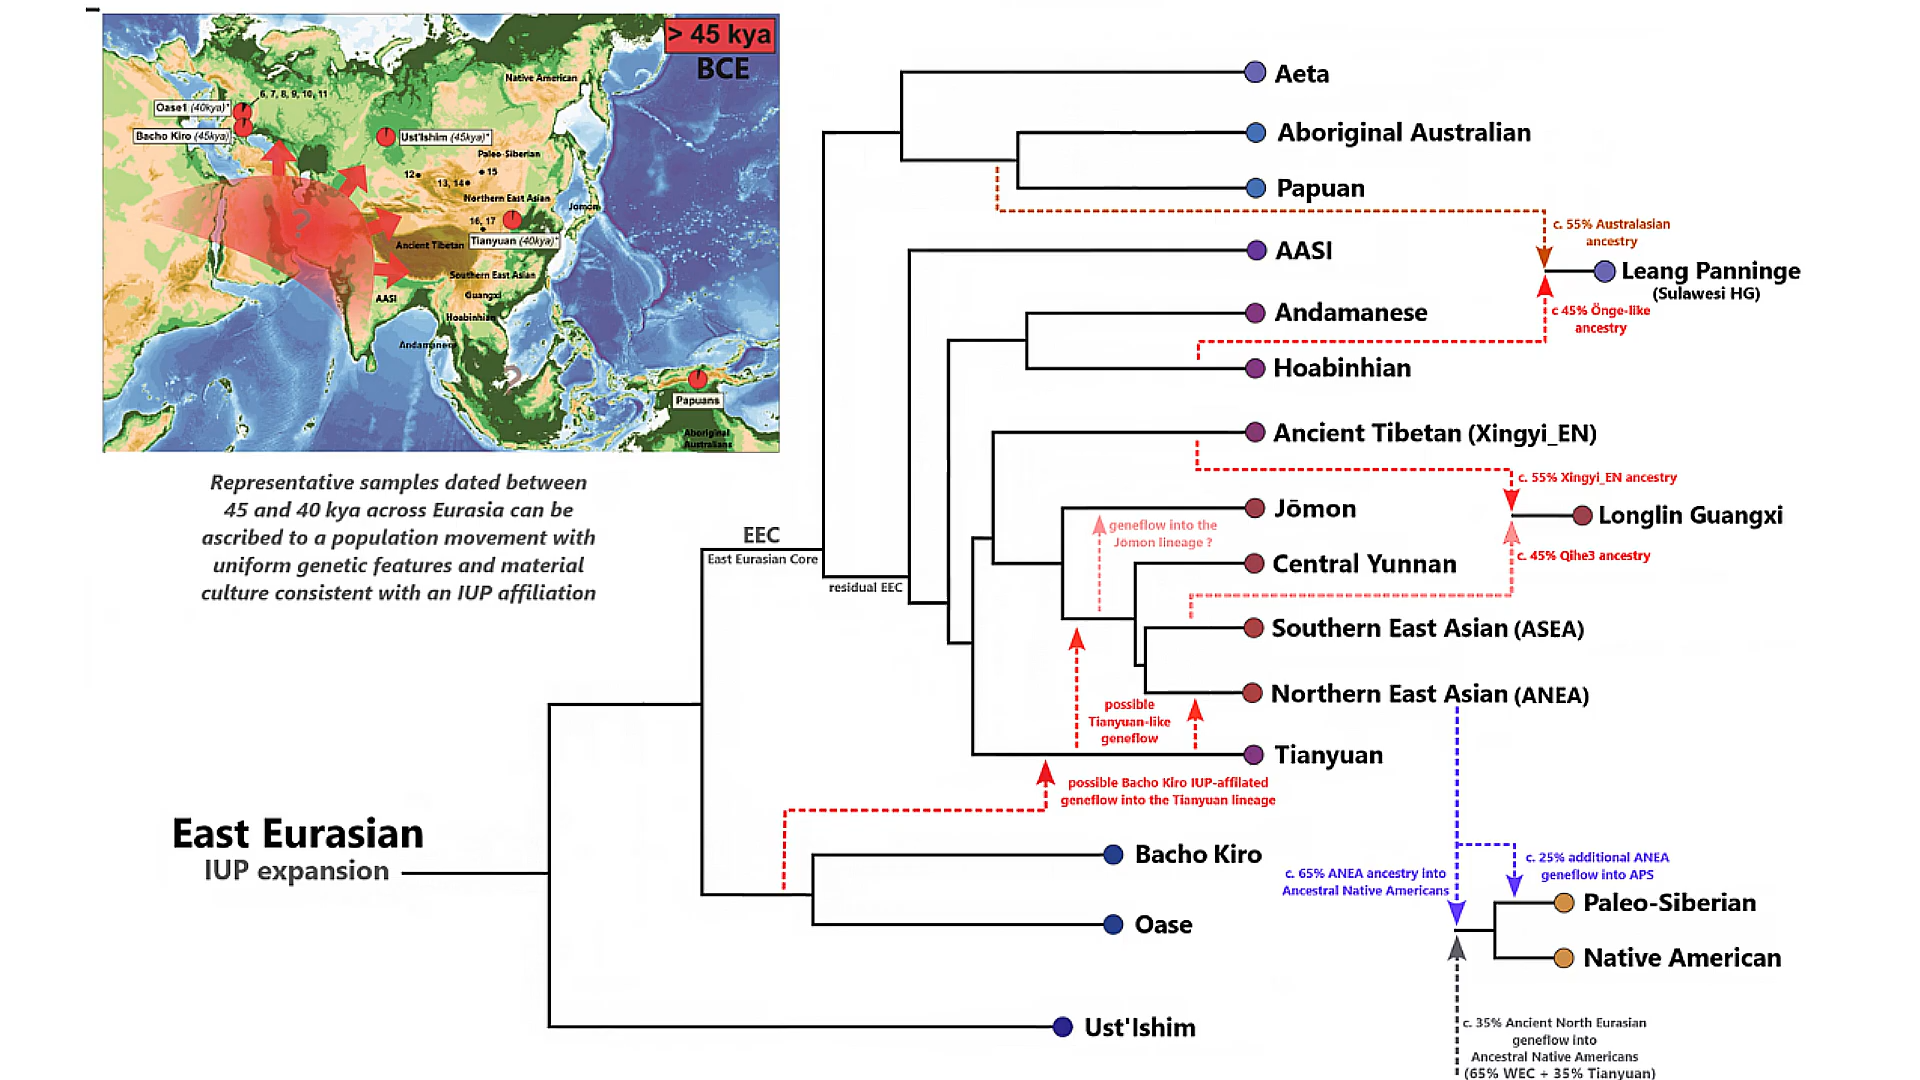 > 45 kya
BCE
Native American
6, 7, 8, 9, 10, 11
Oase1 (40kya)*
Bacho Kiro (45kya)
Ust'Ishim (45kya)*
Paleo-Siberian
12
13, 14
15
Northern East Asian
Jomon
16, 17
Tianyuan (40kya)*
Ancient Tibetan
?
Southern East Asian
AASI
Guangxi
Hoabinhian
Andamanese
?
Papuans
Aboriginal
Australians
Representative samples dated between
45 and 40 kya across Eurasia can be
ascribed to a population movement with
uniform genetic features and material
culture consistent with an IUP affiliation
East Eurasian
IUP expansion
EEC
East Eurasian Core
residual EEC
Aeta
Aboriginal Australian
Papuan
c. 55% Australasian
ancestry
AASI
Leang Panninge
(Sulawesi HG)
c 45% Önge-like
ancestry
Andamanese
Hoabinhian
Ancient Tibetan (Xingyi_EN)
c. 55% Xingyi_EN ancestry
Jōmon
Longlin Guangxi
geneflow into the
Jōmon lineage ?
c. 45% Qihe3 ancestry
Central Yunnan
Southern East Asian (ASEA)
Northern East Asian (ANEA)
possible
Tianyuan-like
geneflow
Tianyuan
possible Bacho Kiro IUP-affilated
geneflow into the Tianyuan lineage
Bacho Kiro
Oase
Ust'Ishim
c. 65% ANEA ancestry into
Ancestral Native Americans
c. 25% additional ANEA
geneflow into APS
Paleo-Siberian
Native American
c. 35% Ancient North Eurasian
geneflow into
Ancestral Native Americans
(65% WEC + 35% Tianyuan)